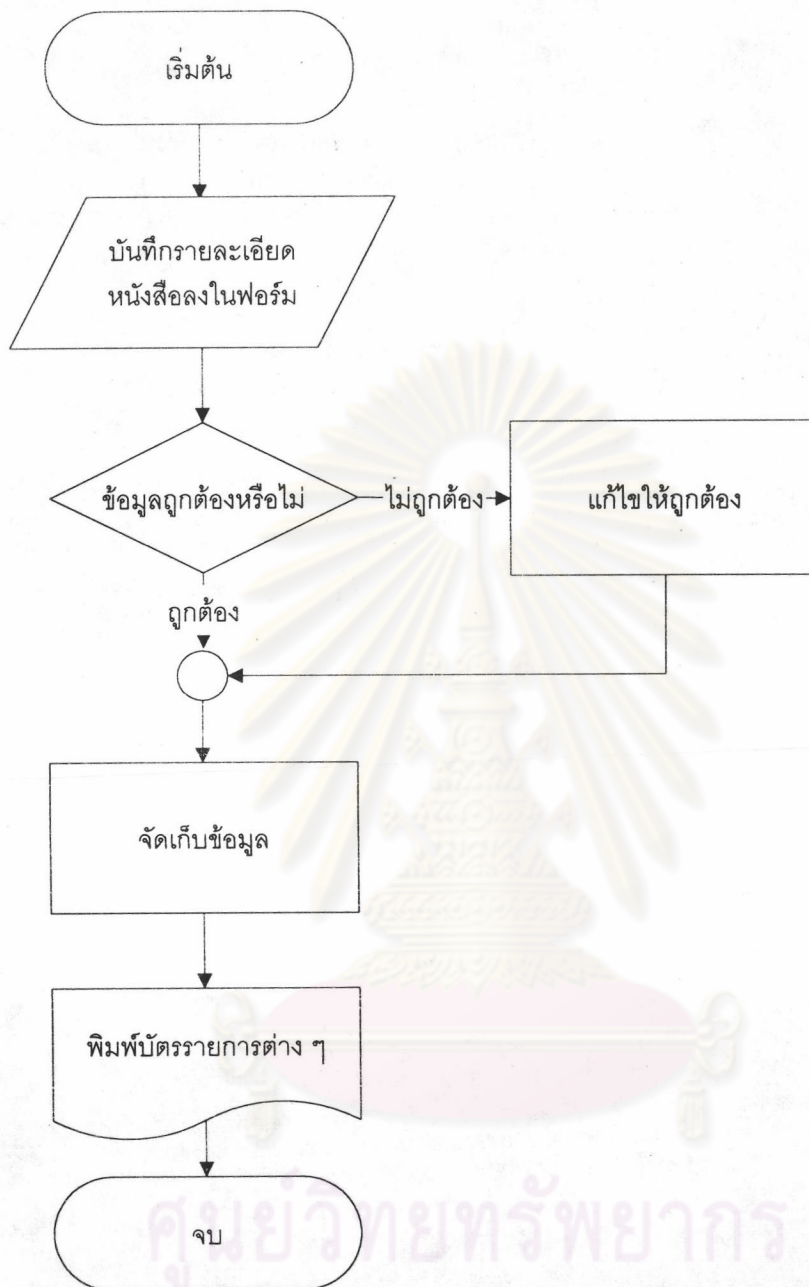 เริ่มต้น
บันทึกรายละเอียด
หนังสือลงในฟอร์ม
ข้อมูลถูกต้องหรือไม่
ไม่ถูกต้อง
แก้ไขให้ถูกต้อง
ถูกต้อง
จัดเก็บข้อมูล
พิมพ์บัตรรายการต่าง ๆ
จบ
ศูนย์วิทยทรัพยากร